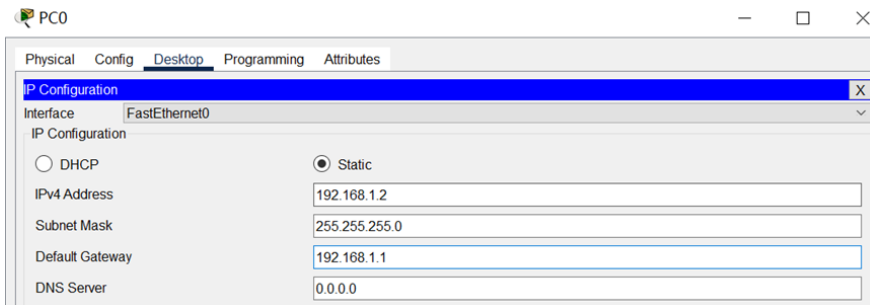 PC0
Physical Config Desktop Programming Attributes
IP Configuration X
Interface FastEthernet0
IP Configuration
DHCP Static
IPv4 Address 192.168.1.2
Subnet Mask 255.255.255.0
Default Gateway 192.168.1.1
DNS Server 0.0.0.0